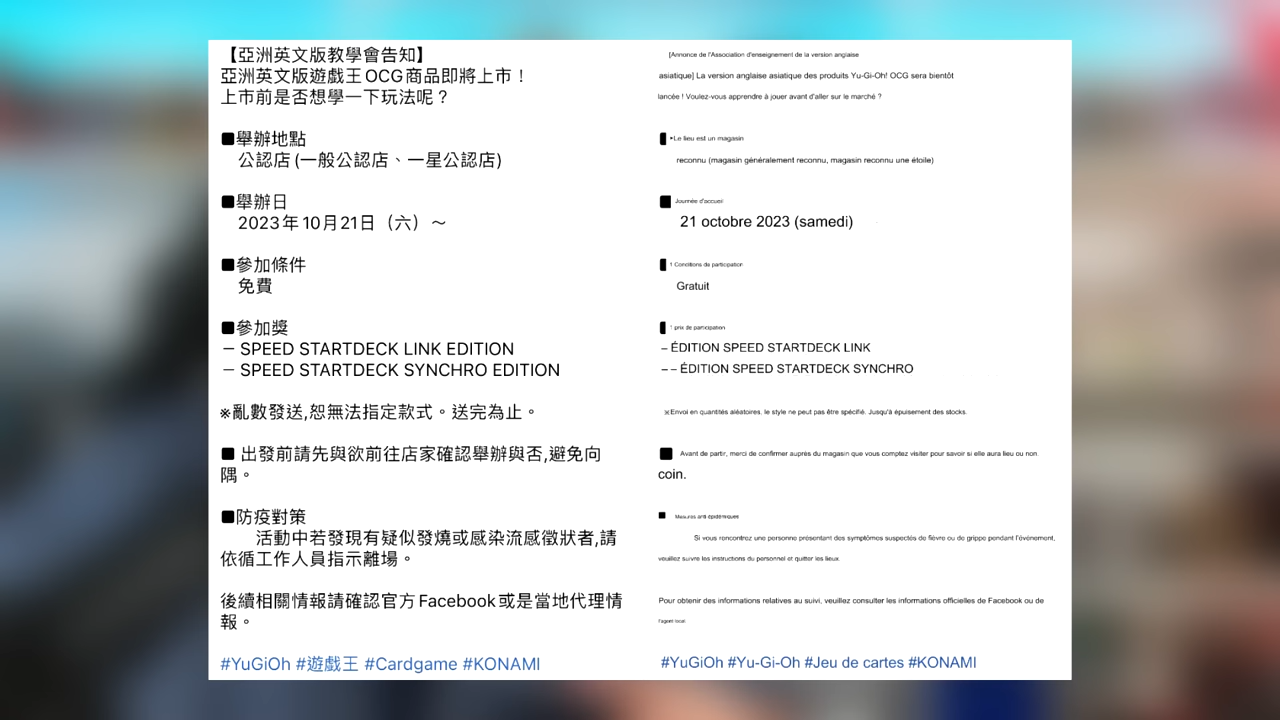 【亞洲英文版教學會告知】
亞洲英文版遊戲王OCG商品即將上市！
上市前是否想學一下玩法呢？
■舉辦地點
公認店(一般公認店、一星公認店)
■舉辦日
2023年10月21日（六）～
■參加條件
免費
■參加獎
－ SPEED STARTDECK LINK EDITION
－ SPEED STARTDECK SYNCHRO EDITION
※亂數發送,恕無法指定款式。送完為止。
■ 出發前請先與欲前往店家確認舉辦與否,避免向
隅。
■防疫對策
活動中若發現有疑似發燒或感染流感徵狀者,請
依循工作人員指示離場。
後續相關情報請確認官方Facebook或是當地代理情
報。
#YuGiOh #遊戲王 #Cardgame #KONAMI
[Annonce de l'Association d'enseignement de la version anglaise
asiatique] La version anglaise asiatique des produits Yu-Gi-Oh! OCG sera bientôt
lancée ! Voulez-vous apprendre à jouer avant d'aller sur le marché ?
■ •Le lieu est un magasin
reconnu (magasin généralement reconnu, magasin reconnu une étoile)
■ Journée d'accueil
21 octobre 2023 (samedi)
■ 1 Conditions de participation
Gratuit
■ 1 prix de participation
– ÉDITION SPEED STARTDECK LINK
– – ÉDITION SPEED STARTDECK SYNCHRO
※Envoi en quantités aléatoires, le style ne peut pas être spécifié. Jusqu'à épuisement des stocks.
■ Avant de partir, merci de confirmer auprès du magasin que vous comptez visiter pour savoir si elle aura lieu ou non
coin.
■ Mesures anti épidémiques
Si vous rencontrez une personne présentant des symptômes suspectés de fièvre ou de grippe pendant l'événement,
veuillez suivre les instructions du personnel et quitter les lieux.
Pour obtenir des informations relatives au suivi, veuillez consulter les informations officielles de Facebook ou de
l'agent local.
#YuGiOh #Yu-Gi-Oh #Jeu de cartes #KONAMI